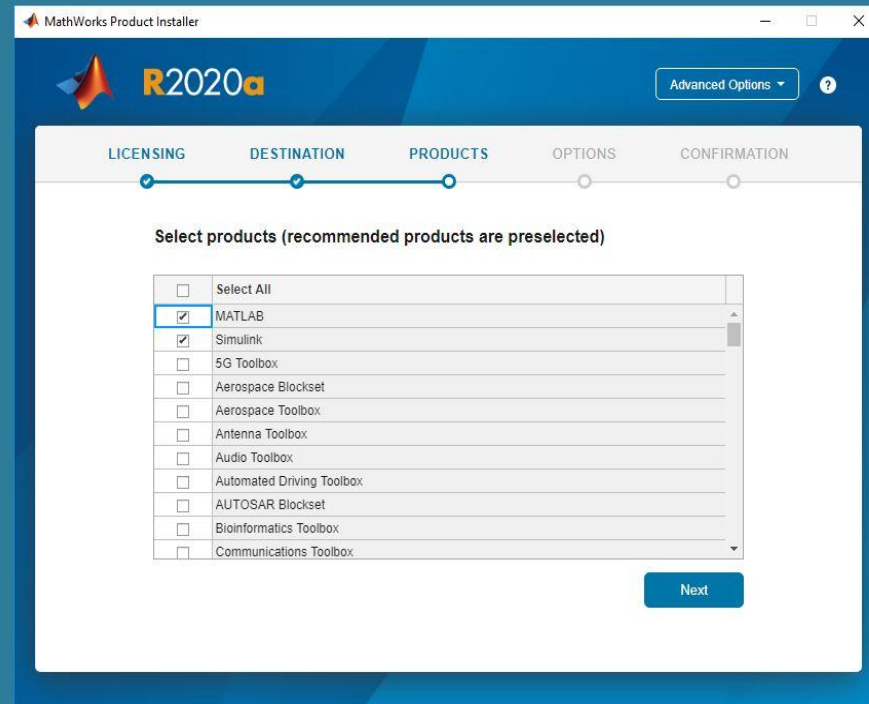 MathWorks Product Installer
R2020a
Advanced Options
?
LICENSING DESTINATION PRODUCTS OPTIONS CONFIRMATION
Select products (recommended products are preselected)
Select All
MATLAB
Simulink
5G Toolbox
Aerospace Blockset
Aerospace Toolbox
Antenna Toolbox
Audio Toolbox
Automated Driving Toolbox
AUTOSAR Blockset
Bioinformatics Toolbox
Communications Toolbox
Next